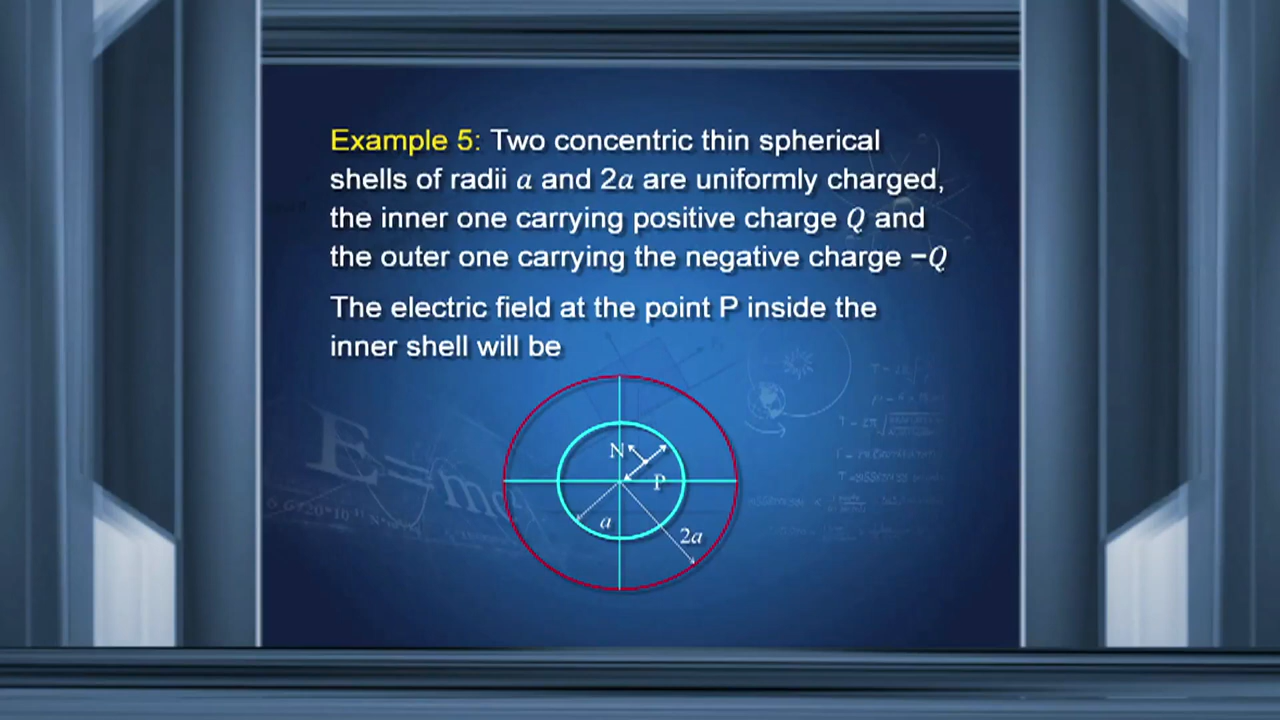 Example 5: Two concentric thin spherical
shells of radii a and 2a are uniformly charged,
the inner one carrying positive charge Q and
the outer one carrying the negative charge −Q
The electric field at the point P inside the
inner shell will be
N
P
a
2a
E=mc